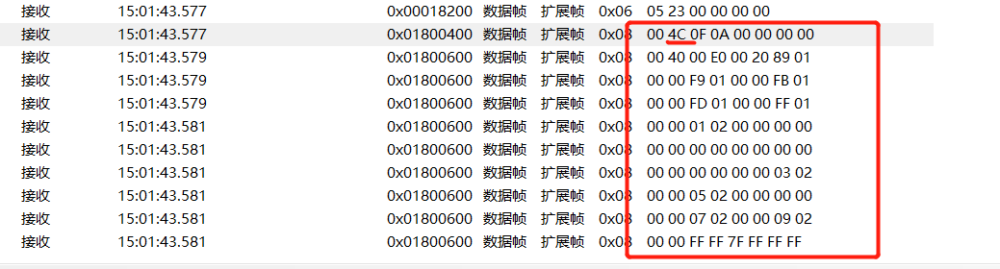 接收 15:01:43.577 0x00018200 数据帧 扩展帧 0x06 05 23 00 00 00 00
接收 15:01:43.577 0x01800400 数据帧 扩展帧 0x08 00 4C 0F 0A 00 00 00 00
接收 15:01:43.579 0x01800600 数据帧 扩展帧 0x08 00 40 00 E0 00 20 89 01
接收 15:01:43.579 0x01800600 数据帧 扩展帧 0x08 00 00 F9 01 00 00 FB 01
接收 15:01:43.579 0x01800600 数据帧 扩展帧 0x08 00 00 FD 01 00 00 FF 01
接收 15:01:43.581 0x01800600 数据帧 扩展帧 0x08 00 00 01 02 00 00 00 00
接收 15:01:43.581 0x01800600 数据帧 扩展帧 0x08 00 00 00 00 00 00 00 00
接收 15:01:43.581 0x01800600 数据帧 扩展帧 0x08 00 00 00 00 00 00 03 02
接收 15:01:43.581 0x01800600 数据帧 扩展帧 0x08 00 00 05 02 00 00 00 00
接收 15:01:43.581 0x01800600 数据帧 扩展帧 0x08 00 00 07 02 00 00 09 02
接收 15:01:43.581 0x01800600 数据帧 扩展帧 0x08 00 00 FF FF 7F FF FF FF